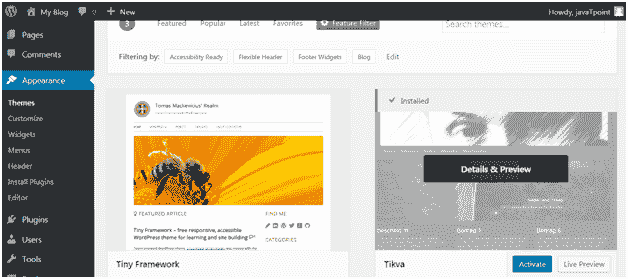 My Blog 0 + New Howdy, javaTpoint
3 Featured Popular Latest Favorites Feature Filter Search themes...
Pages
Comments
Filtering by: Accessibility Ready Flexible Header Footer Widgets Blog Edit
Appearance
Themes
Customize
Widgets
Menus
Header
Install Plugins
Editor
Plugins
Users
Tools
Tomas Mackevicius' Realm
FEATURED ARTICLE
FIND ME
Tiny Framework - free responsive, accessible
WordPress theme for learning and site building
CATEGORIES
Tiny Framework
Installed
Details & Preview
Tikva Activate Live Preview